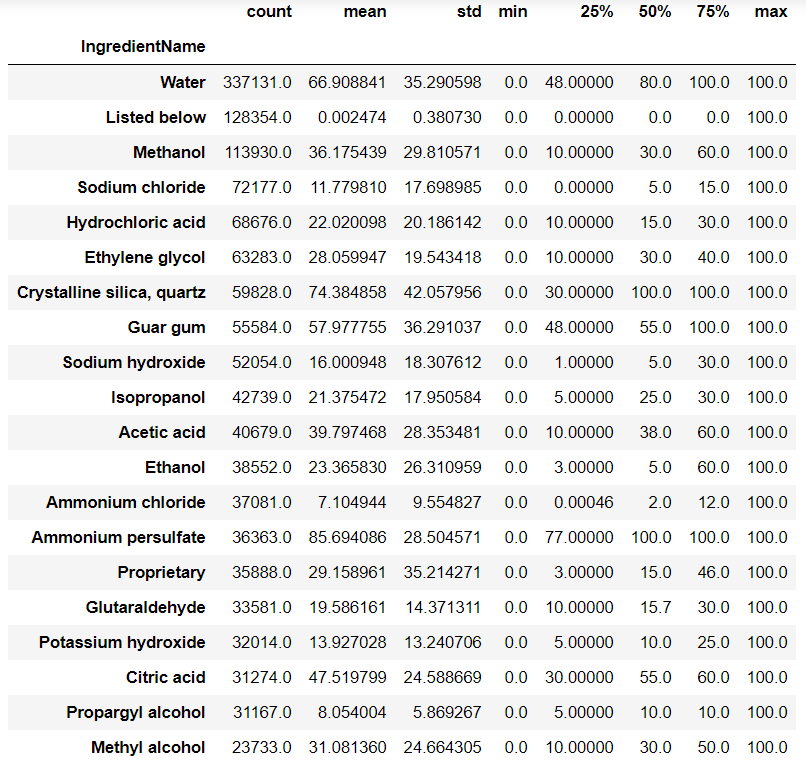 count mean std min 25% 50% 75% max
IngredientName
Water 337131.0 66.908841 35.290598 0.0 48.00000 80.0 100.0 100.0
Listed below 128354.0 0.002474 0.380730 0.0 0.00000 0.0 0.0 100.0
Methanol 113930.0 36.175439 29.810571 0.0 10.00000 30.0 60.0 100.0
Sodium chloride 72177.0 11.779810 17.698985 0.0 0.00000 5.0 15.0 100.0
Hydrochloric acid 68676.0 22.020098 20.186142 0.0 10.00000 15.0 30.0 100.0
Ethylene glycol 63283.0 28.059947 19.543418 0.0 10.00000 30.0 40.0 100.0
Crystalline silica, quartz 59828.0 74.384858 42.057956 0.0 30.00000 100.0 100.0 100.0
Guar gum 55584.0 57.977755 36.291037 0.0 48.00000 55.0 100.0 100.0
Sodium hydroxide 52054.0 16.000948 18.307612 0.0 1.00000 5.0 30.0 100.0
Isopropanol 42739.0 21.375472 17.950584 0.0 5.00000 25.0 30.0 100.0
Acetic acid 40679.0 39.797468 28.353481 0.0 10.00000 38.0 60.0 100.0
Ethanol 38552.0 23.365830 26.310959 0.0 3.00000 5.0 60.0 100.0
Ammonium chloride 37081.0 7.104944 9.554827 0.0 0.00046 2.0 12.0 100.0
Ammonium persulfate 36363.0 85.694086 28.504571 0.0 77.00000 100.0 100.0 100.0
Proprietary 35888.0 29.158961 35.214271 0.0 3.00000 15.0 46.0 100.0
Glutaraldehyde 33581.0 19.586161 14.371311 0.0 10.00000 15.7 30.0 100.0
Potassium hydroxide 32014.0 13.927028 13.240706 0.0 5.00000 10.0 25.0 100.0
Citric acid 31274.0 47.519799 24.588669 0.0 30.00000 55.0 60.0 100.0
Propargyl alcohol 31167.0 8.054004 5.869267 0.0 5.00000 10.0 10.0 100.0
Methyl alcohol 23733.0 31.081360 24.664305 0.0 10.00000 30.0 50.0 100.0